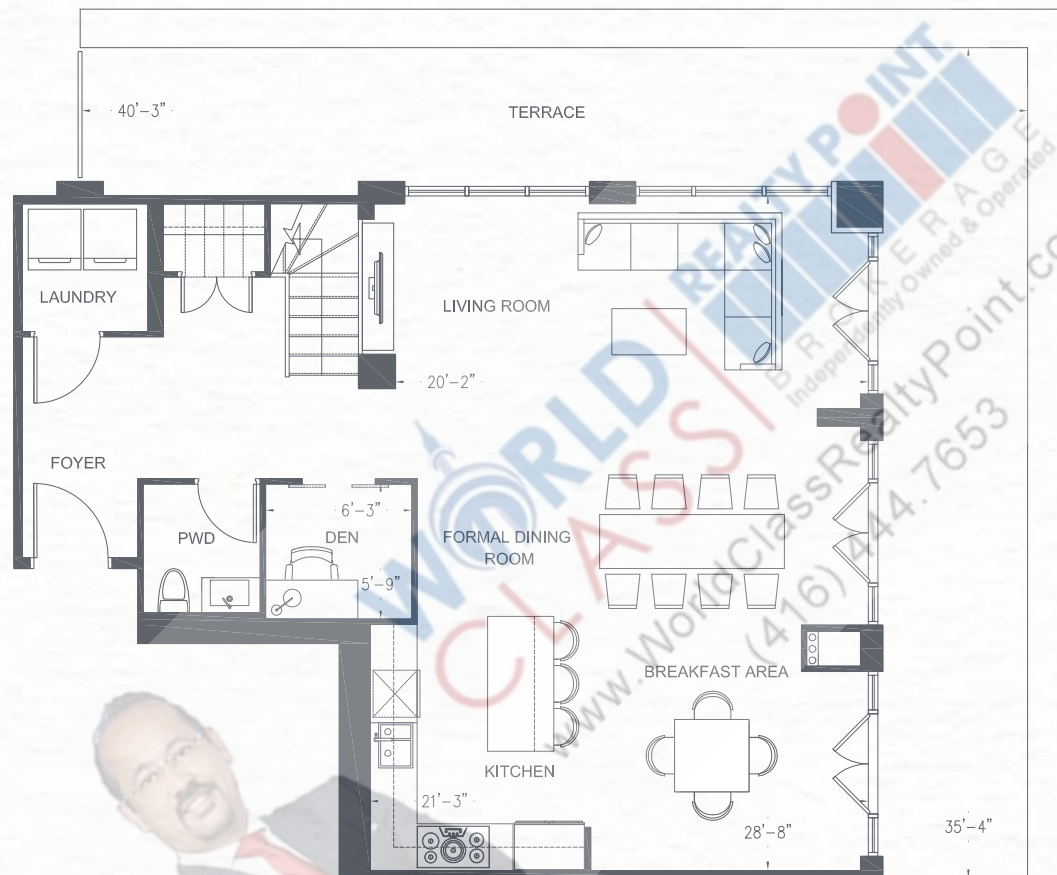 40'-3"
TERRACE
LAUNDRY
LIVING ROOM
20'-2"
FOYER
PWD
6'-3"
DEN
5'-9"
FORMAL DINING
ROOM
BREAKFAST AREA
KITCHEN
21'-3"
28'-8"
35'-4"
WORLD
CLASS
REALTY POINT.
BROKERAGE
Independently Owned & Operated
www.WorldClassRealtyPoint.co
(416) 444.7653